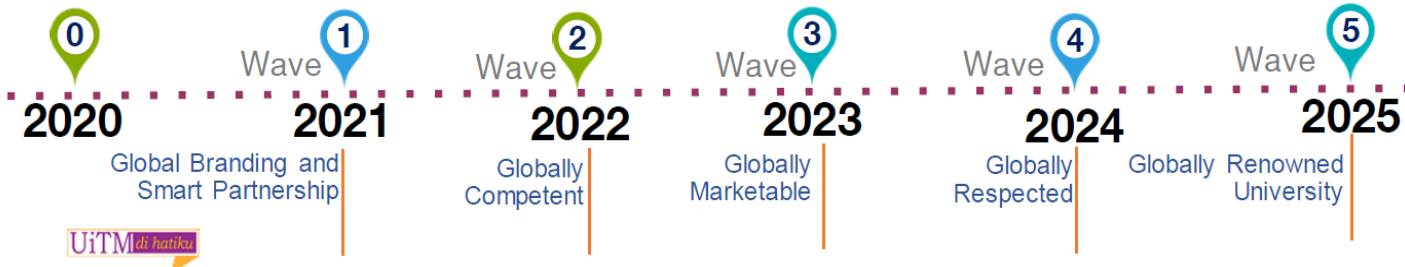 0
Wave 1
Wave 2
Wave 3
Wave 4
Wave 5
2020
2021
2022
2023
2024
2025
Global Branding and
Smart Partnership
Globally
Competent
Globally
Marketable
Globally
Respected
Globally Renowned
University
UiTM di hatiku